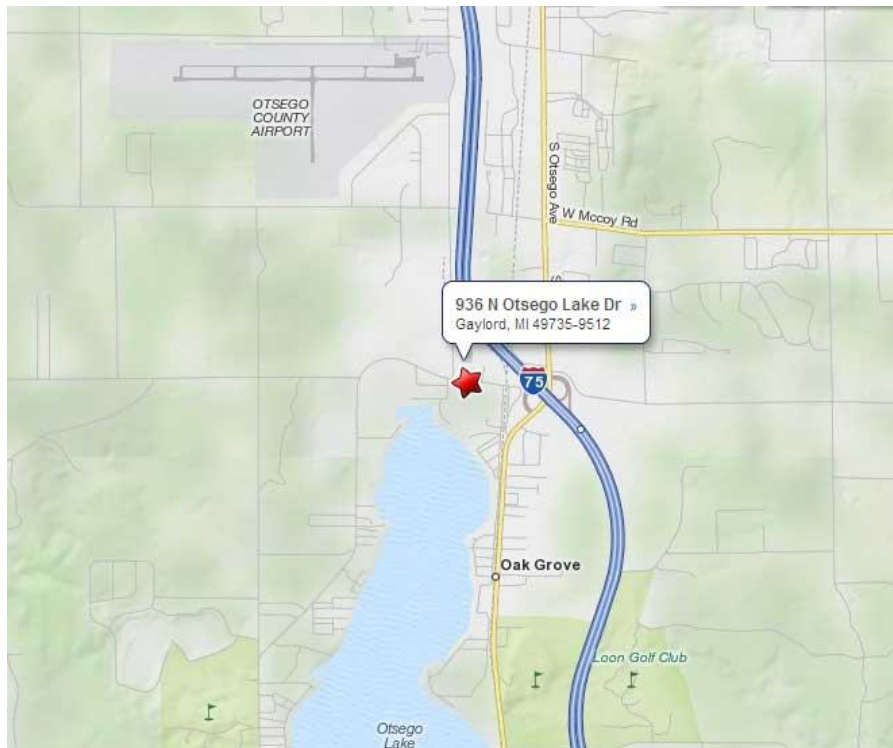 OTSEGO
COUNTY
AIRPORT
S Otsego Ave
W Mccoy Rd
S
936 N Otsego Lake Dr »
Gaylord, MI 49735-9512
75
Oak Grove
Loon Golf Club
Otsego
Lake